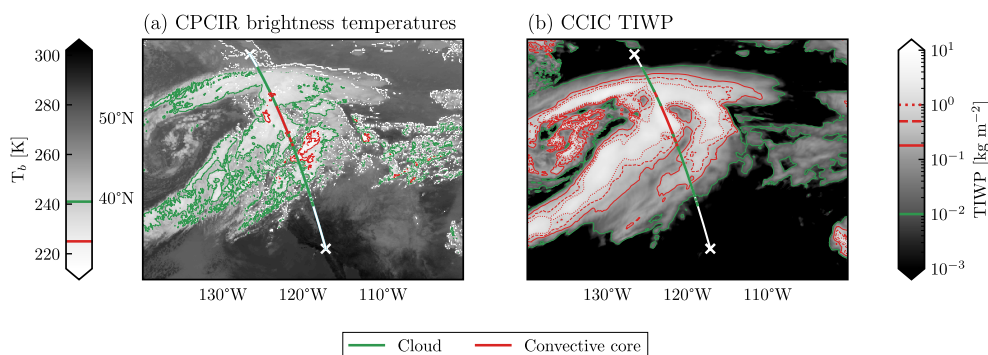 (a) CPCIR brightness temperatures
(b) CCIC TIWP
300
280
260
240
220
T_b [K]
50°N
40°N
130°W
120°W
110°W
130°W
120°W
110°W
10^1
10^0
10^-1
10^-2
10^-3
TIWP [kg m^-2]
Cloud
Convective core